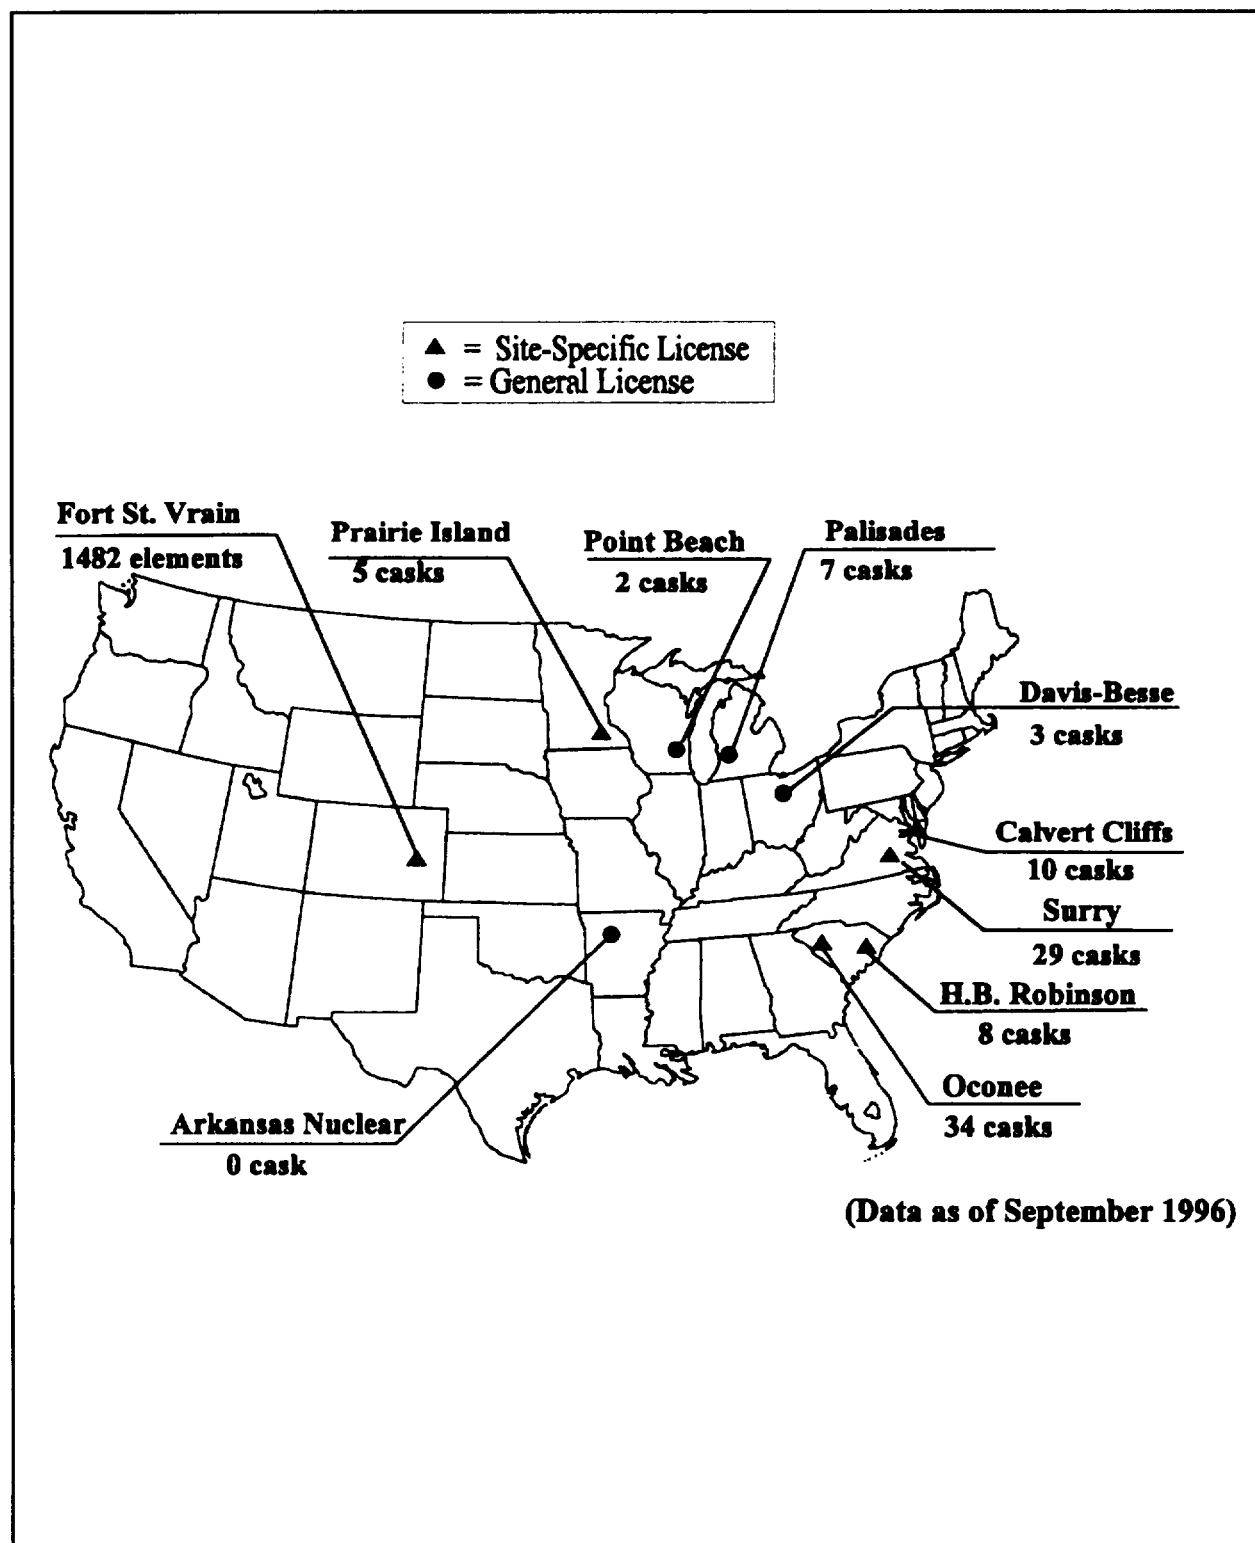 ▲ = Site-Specific License
● = General License
Fort St. Vrain
1482 elements
Prairie Island
5 casks
Point Beach
2 casks
Palisades
7 casks
Davis-Besse
3 casks
Calvert Cliffs
10 casks
Surry
29 casks
H.B. Robinson
8 casks
Oconee
34 casks
Arkansas Nuclear
0 cask
(Data as of September 1996)